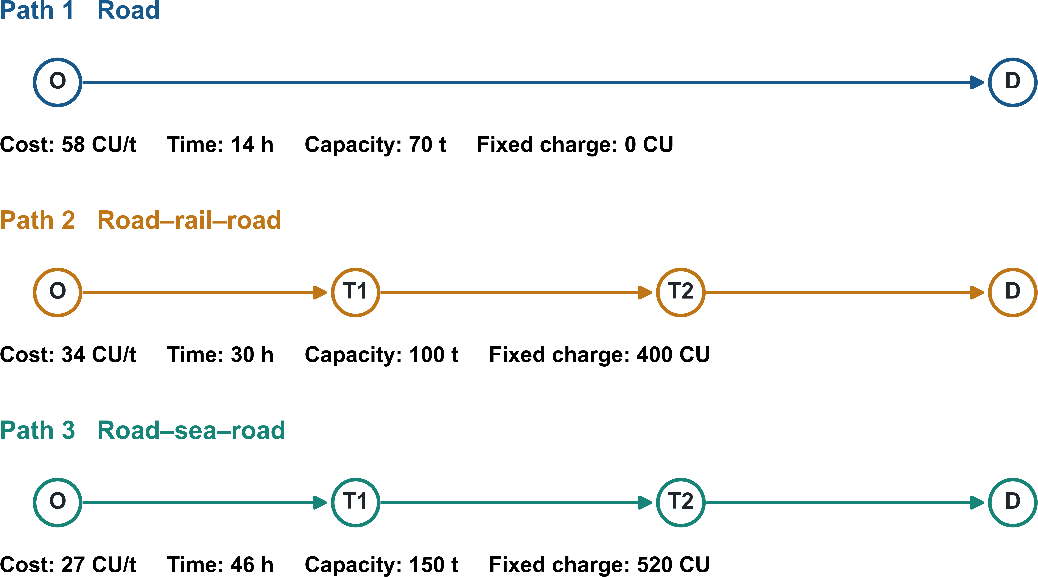 Path 1 Road
O D
Cost: 58 CU/t Time: 14 h Capacity: 70 t Fixed charge: 0 CU
Path 2 Road–rail–road
O T1 T2 D
Cost: 34 CU/t Time: 30 h Capacity: 100 t Fixed charge: 400 CU
Path 3 Road–sea–road
O T1 T2 D
Cost: 27 CU/t Time: 46 h Capacity: 150 t Fixed charge: 520 CU